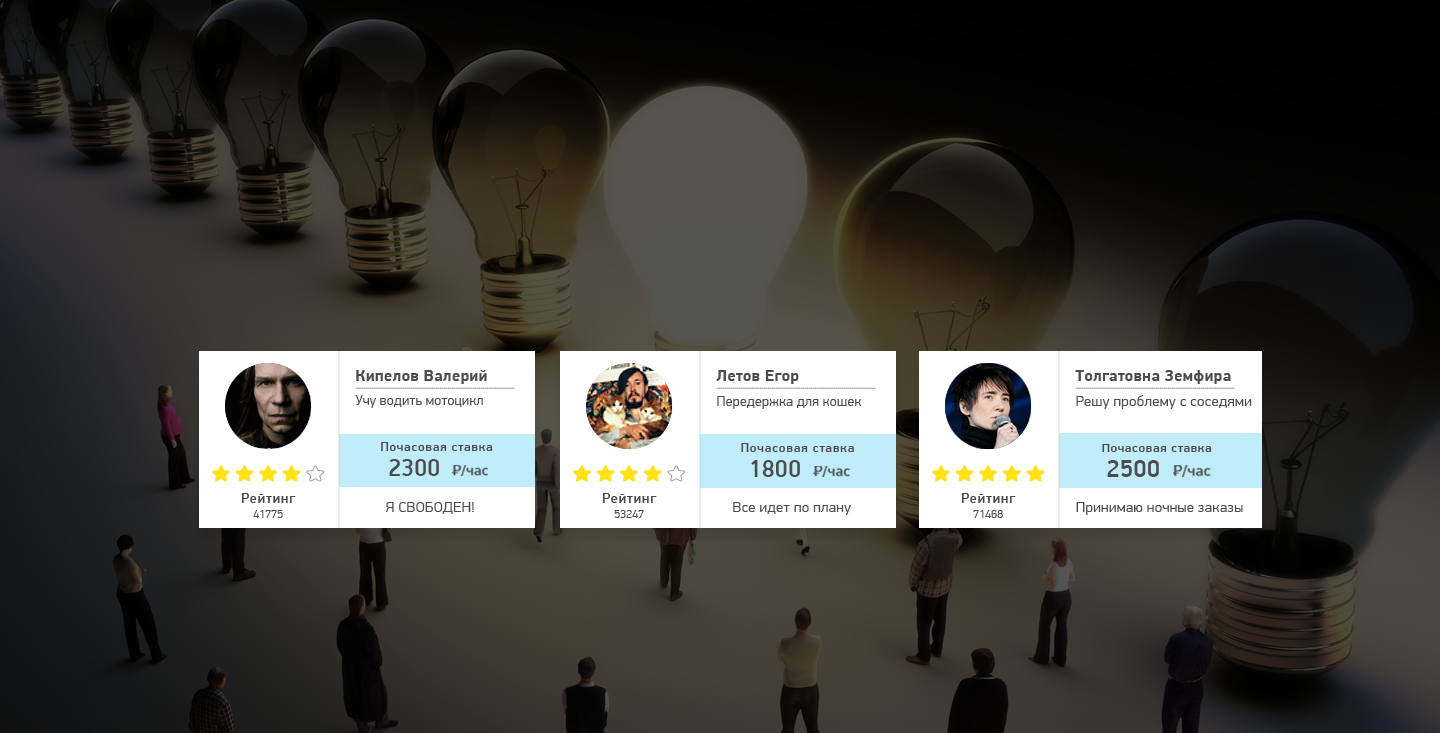 Кипелов Валерий
Учу водить мотоцикл
Почасовая ставка
2300 ₽/час
Рейтинг
41775
Я СВОБОДЕН!
Летов Егор
Передержка для кошек
Почасовая ставка
1800 ₽/час
Рейтинг
53247
Все идет по плану
Толгатовна Земфира
Решу проблему с соседями
Почасовая ставка
2500 ₽/час
Рейтинг
71468
Принимаю ночные заказы